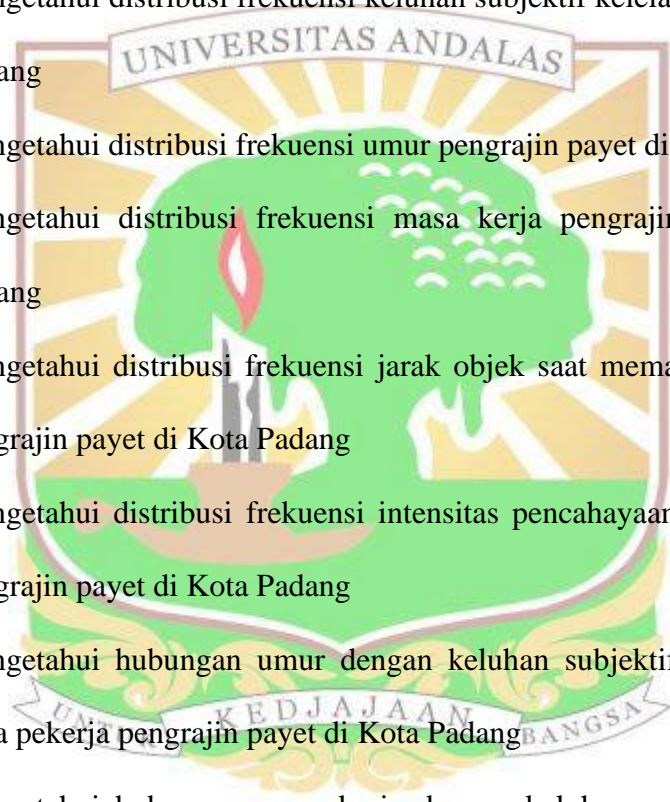 ngetahui distribusi frekuensi keluhan subjektif
UNIVERSITAS ANDALAS
ang
ngetahui distribusi frekuensi umur pengrajin payet di
ngetahui distribusi frekuensi masa kerja pengrajin
ang
ngetahui distribusi frekuensi jarak objek saat mema
grajin payet di Kota Padang
ngetahui distribusi frekuensi intensitas pencahayaan
grajin payet di Kota Padang
ngetahui hubungan umur dengan keluhan subjektif
UNTUK KEDJAJAAN BANGSA
a pekerja pengrajin payet di Kota Padang